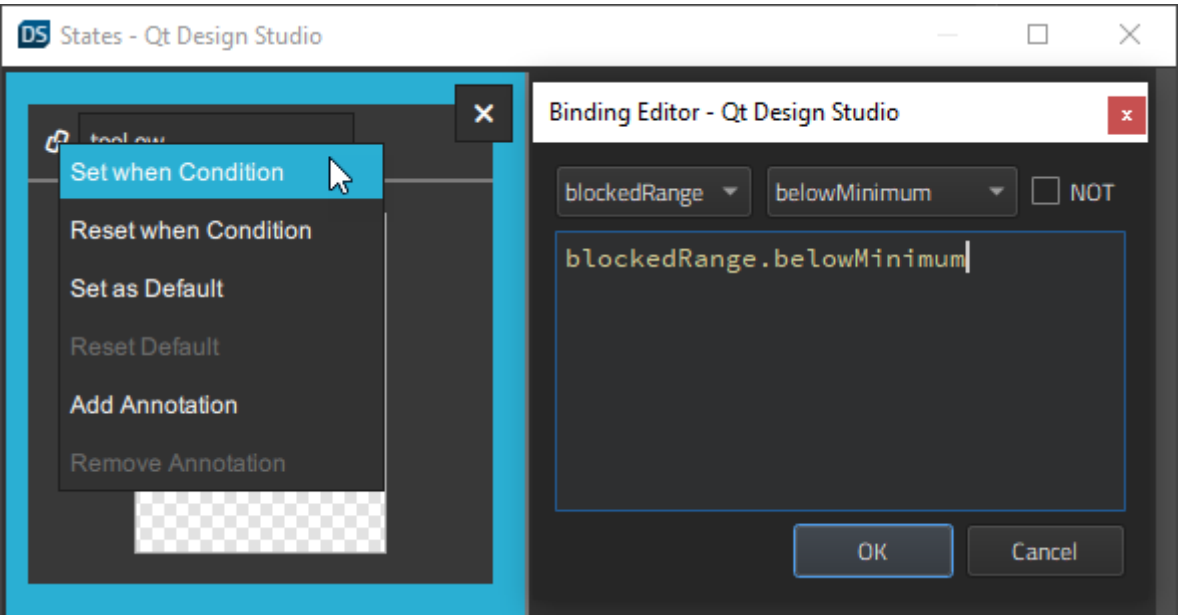 DS States - Qt Design Studio
Binding Editor - Qt Design Studio
Set when Condition
Reset when Condition
Set as Default
Reset Default
Add Annotation
Remove Annotation
blockedRange belowMinimum NOT
blockedRange.belowMinimum
OK Cancel